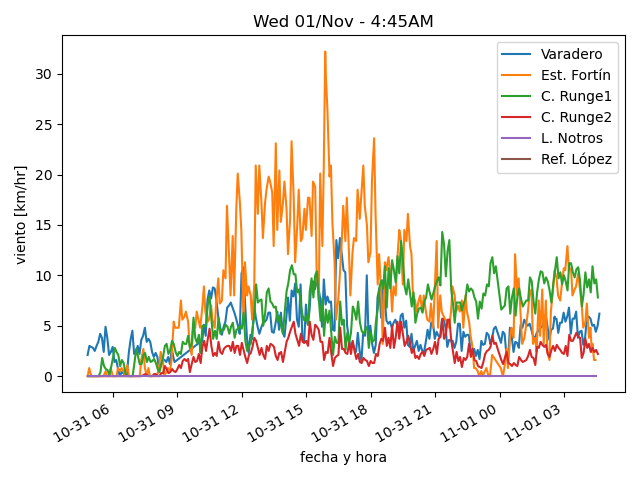 Wed 01/Nov - 4:45AM
Varadero
Est. Fortín
C. Runge1
C. Runge2
L. Notros
Ref. López
viento [km/hr]
30
25
20
15
10
5
0
10-31 06
10-31 09
10-31 12
10-31 15
10-31 18
10-31 21
11-01 00
11-01 03
fecha y hora